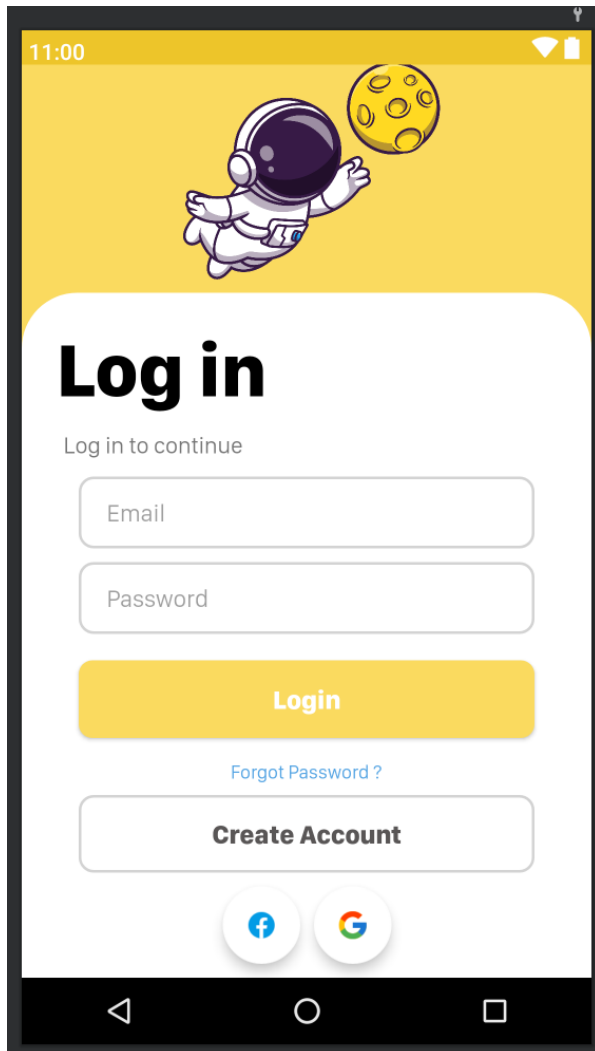 11:00
Log in
Log in to continue
Email
Password
Login
Forgot Password ?
Create Account